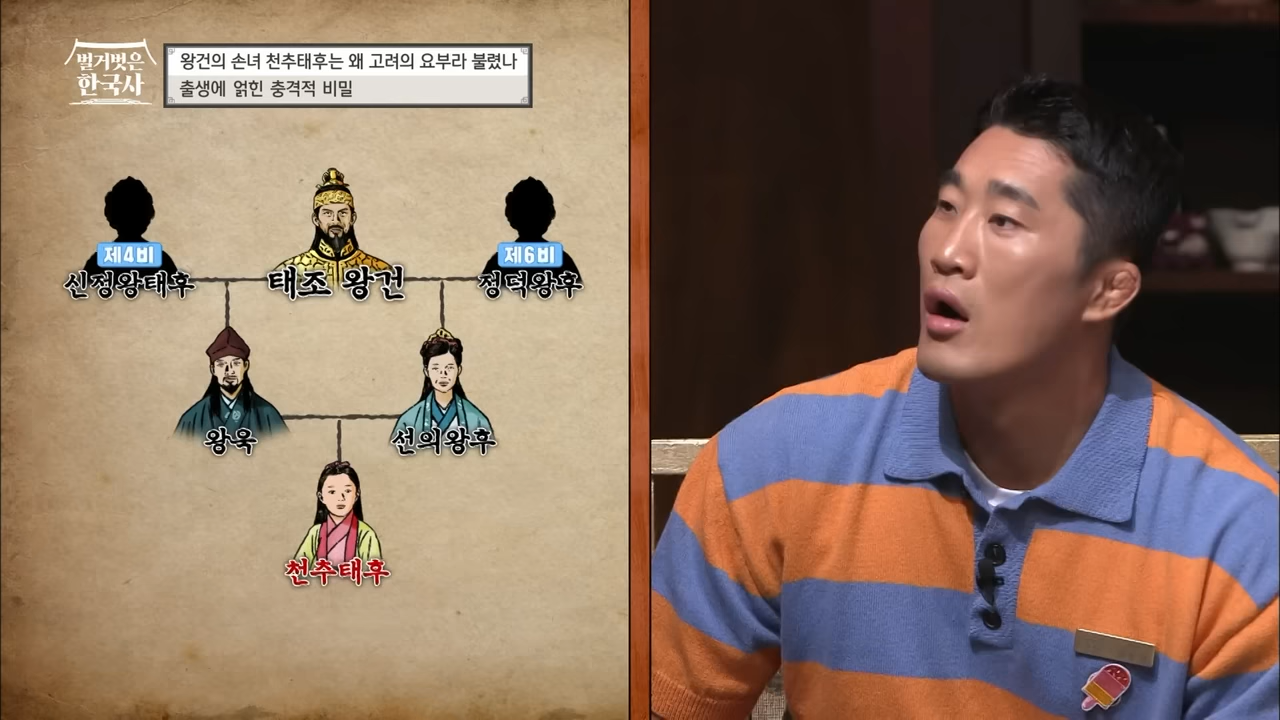 벌거벗은
한국사
왕건의 손녀 천추태후는 왜 고려의 요부라 불렸나
출생에 얽힌 충격적 비밀
제4비
신정왕태후
태조 왕건
제6비
정덕왕후
왕욱
선의왕후
천추태후